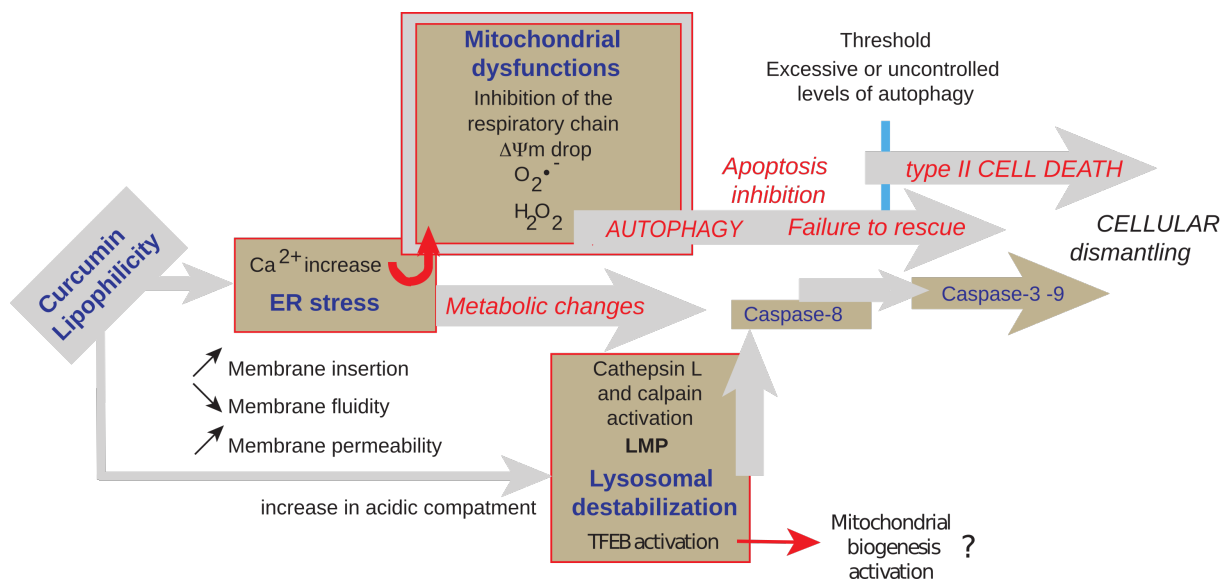 Mitochondrial
dysfunctions
Inhibition of the
respiratory chain
ΔΨm drop
O2•-
H2O2
Threshold
Excessive or uncontrolled
levels of autophagy
Apoptosis
inhibition
type II CELL DEATH
AUTOPHAGY
Failure to rescue
CELLULAR
dismantling
Curcumin
Lipophilicity
Ca2+ increase
ER stress
Metabolic changes
Caspase-8
Caspase-3 -9
Membrane insertion
Membrane fluidity
Membrane permeability
increase in acidic compatment
Cathepsin L
and calpain
activation
LMP
Lysosomal
destabilization
TFEB activation
Mitochondrial
biogenesis ?
activation